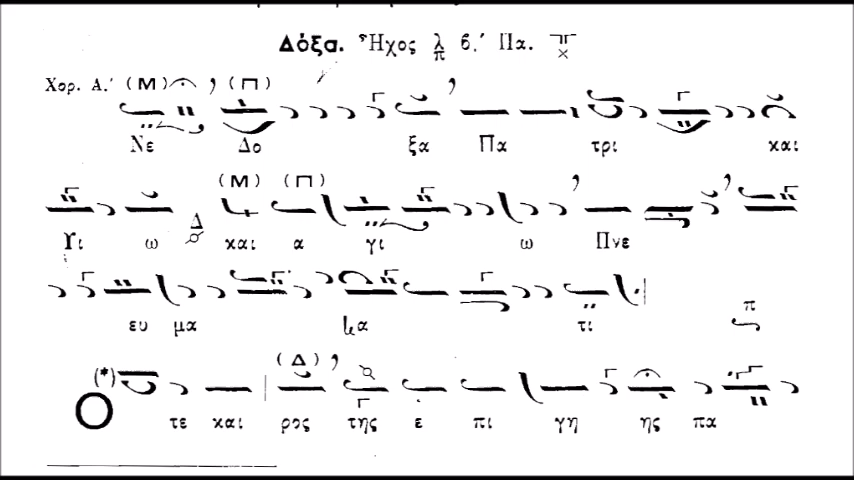 Δόξα. Ἦχος λ π β.΄ Πα.
Χορ. Α.΄ (Μ) (Π)
Νε Δο ξα Πα τρι και
(Μ) (Π)
γι ω Δ και α γι ω Πνε
ευ μα κα τι π
(*) (Δ)
Ο τε και ρος της ε πι γη ης πα